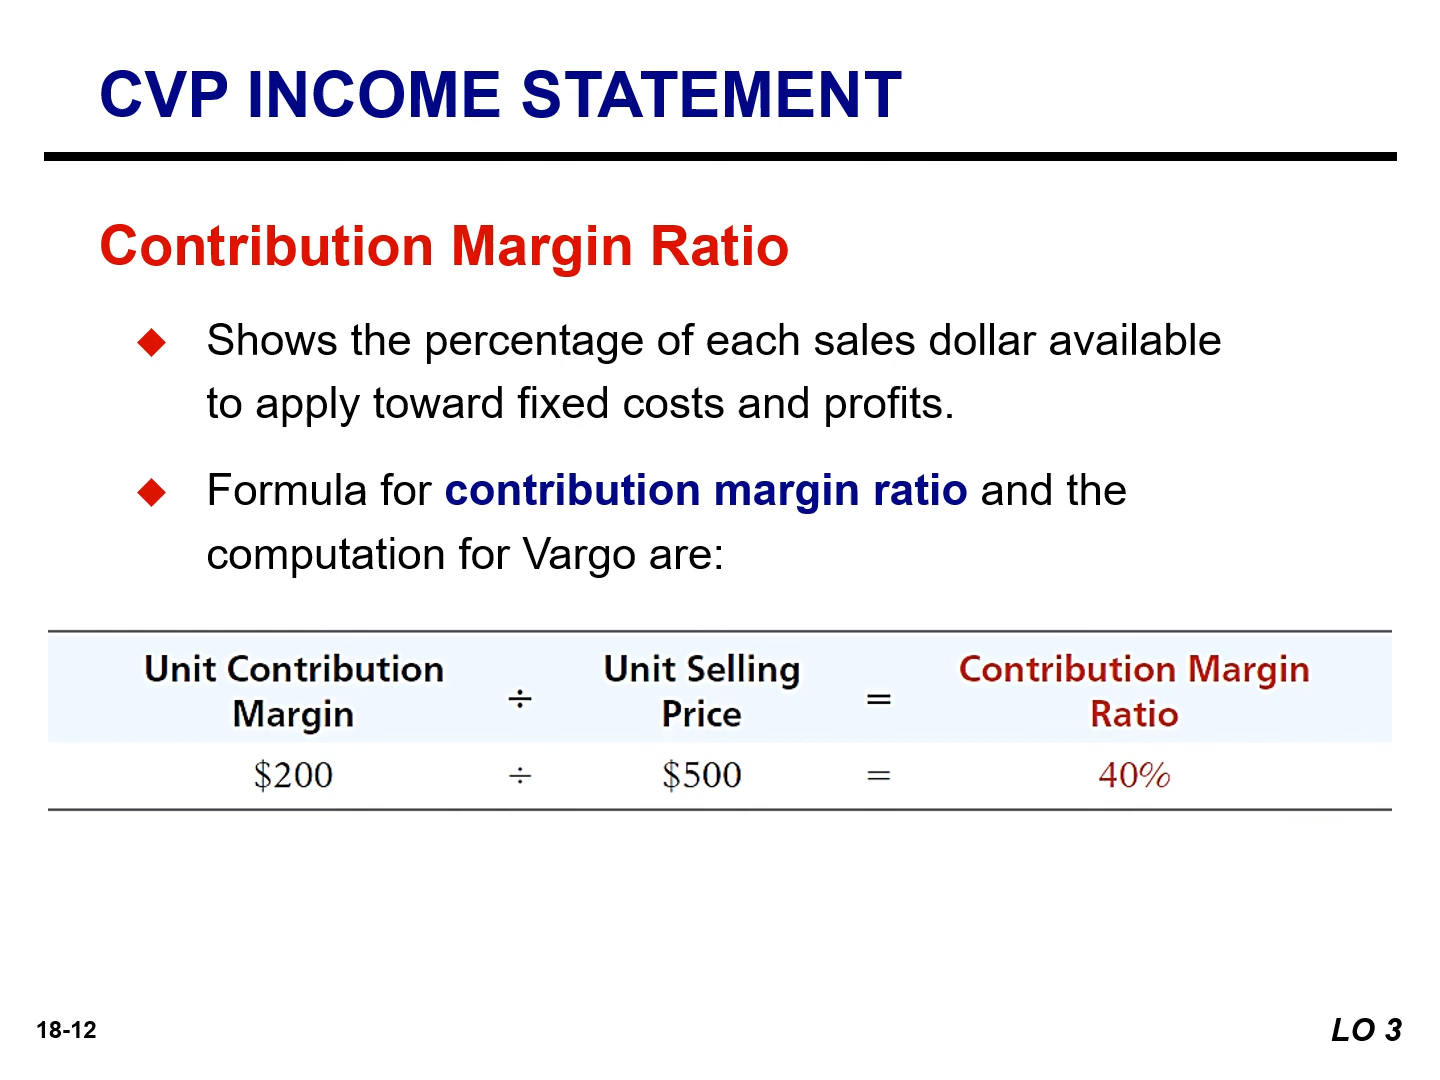 CVP INCOME STATEMENT
Contribution Margin Ratio
Shows the percentage of each sales dollar available
to apply toward fixed costs and profits.
Formula for contribution margin ratio and the
computation for Vargo are:
Unit Contribution Margin ÷ Unit Selling Price = Contribution Margin Ratio
$200 ÷ $500 = 40%
18-12
LO 3